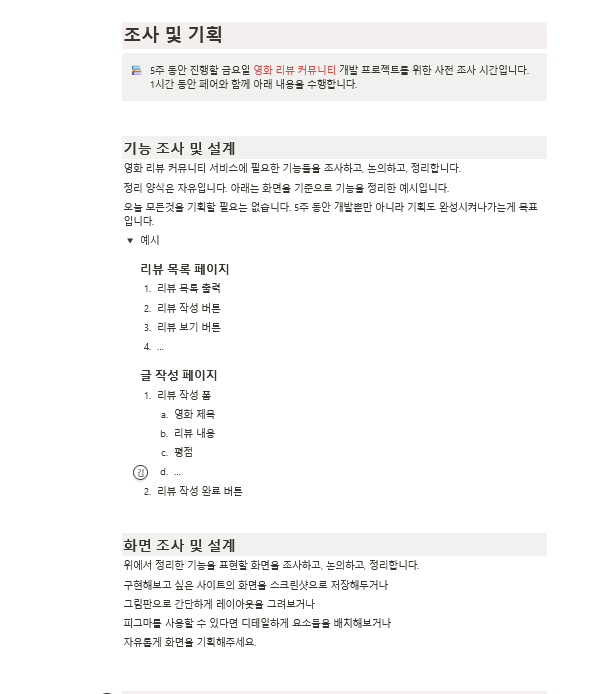 조사 및 기획
5주 동안 진행할 금요일 영화 리뷰 커뮤니티 개발 프로젝트를 위한 사전 조사 시간입니다.
1시간 동안 페어와 함께 아래 내용을 수행합니다.
기능 조사 및 설계
영화 리뷰 커뮤니티 서비스에 필요한 기능들을 조사하고, 논의하고, 정리합니다.
정리 양식은 자유입니다. 아래는 화면을 기준으로 기능을 정리한 예시입니다.
오늘 모든것을 기획할 필요는 없습니다. 5주 동안 개발뿐만 아니라 기획도 완성시켜나가는게 목표
입니다.
▼ 예시
리뷰 목록 페이지
1. 리뷰 목록 출력
2. 리뷰 작성 버튼
3. 리뷰 보기 버튼
4. ...
글 작성 페이지
1. 리뷰 작성 폼
a. 영화 제목
b. 리뷰 내용
c. 평점
김 d. ...
2. 리뷰 작성 완료 버튼
화면 조사 및 설계
위에서 정리한 기능을 표현할 화면을 조사하고, 논의하고, 정리합니다.
구현해보고 싶은 사이트의 화면을 스크린샷으로 저장해두거나
그림판으로 간단하게 레이아웃을 그려보거나
피그마를 사용할 수 있다면 디테일하게 요소들을 배치해보거나
자유롭게 화면을 기획해주세요.